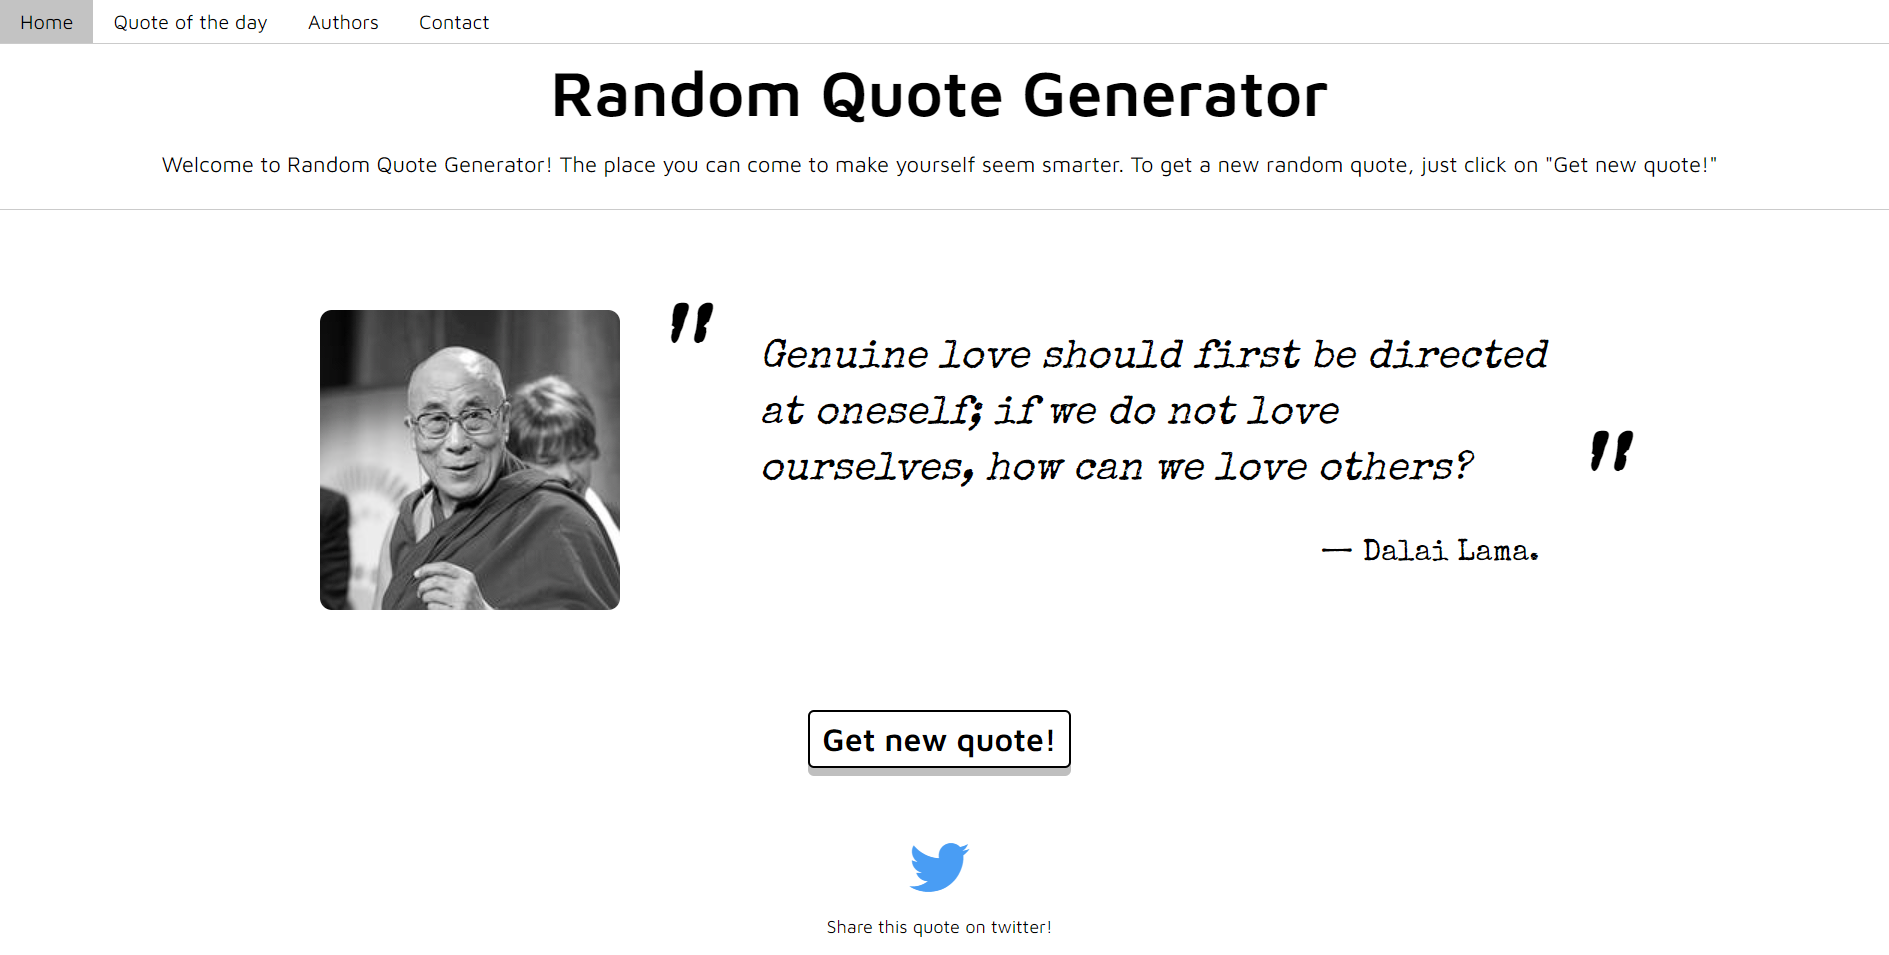 Home Quote of the day Authors Contact
Random Quote Generator
Welcome to Random Quote Generator! The place you can come to make yourself seem smarter. To get a new random quote, just click on "Get new quote!"
"
Genuine love should first be directed
at oneself; if we do not love
ourselves, how can we love others?
"
— Dalai Lama.
Get new quote!
Share this quote on twitter!